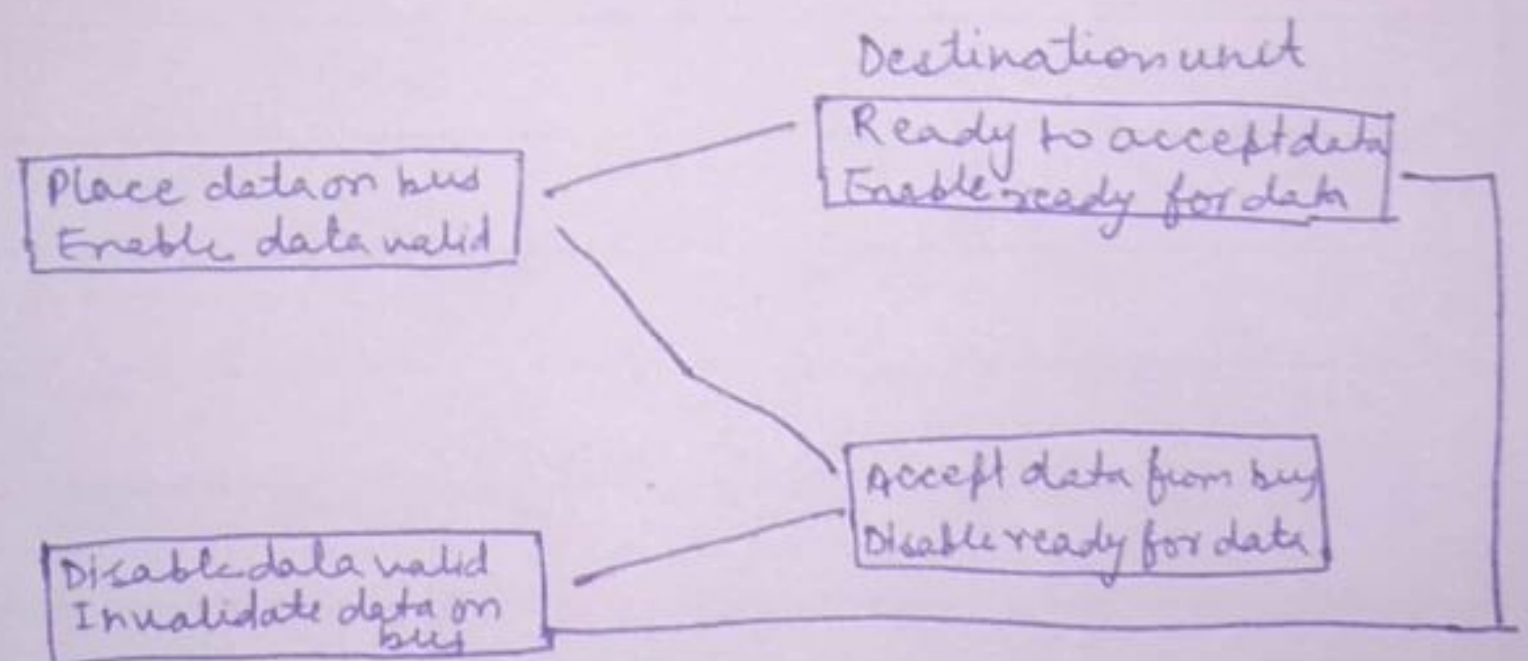 Destination unit
Ready to accept data
Enable ready for data
Place data on bus
Enable data valid
Accept data from bus
Disable ready for data
Disable data valid
Invalidate data on
bus